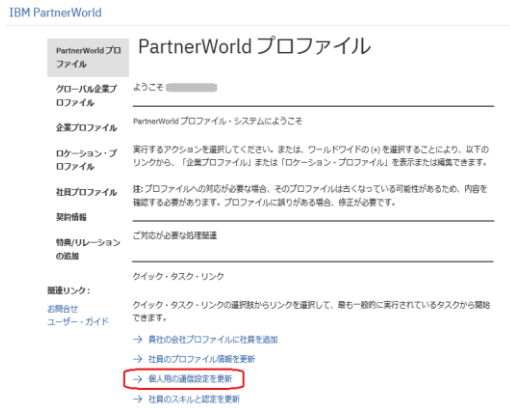 IBM PartnerWorld
PartnerWorld プロ
ファイル
グローバル企業プ
ロファイル
企業プロファイル
ロケーション・プ
ロファイル
社員プロファイル
契約情報
特典/リレーション
の追加
関連リンク:
お問合せ
ユーザー・ガイド
PartnerWorld プロファイル
ようこそ
PartnerWorld プロファイル・システムにようこそ
実行するアクションを選択してください。または、ワールドワイドの (+) を選択することにより、以下の
リンクから、「企業プロファイル」または「ロケーション・プロファイル」を表示または編集できます。
注: プロファイルへの対応が必要な場合、そのプロファイルは古くなっている可能性があるため、内容を
確認する必要があります。プロファイルに誤りがある場合、修正が必要です。
ご対応が必要な処理関連
クイック・タスク・リンク
クイック・タスク・リンクの選択肢からリンクを選択して、最も一般的に実行されているタスクから開始
できます。
→ 貴社の会社プロファイルに社員を追加
→ 社員のプロファイル情報を更新
→ 個人用の通信設定を更新
→ 社員のスキルと認定を更新